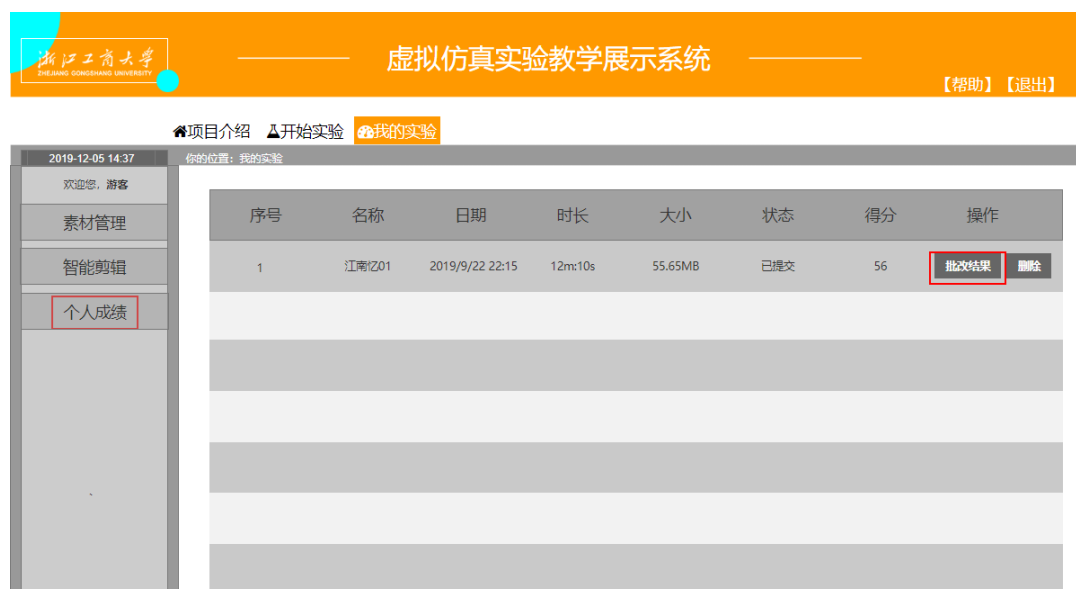 浙江工商大学
ZHEJIANG GONGSHANG UNIVERSITY
虚拟仿真实验教学展示系统
【帮助】【退出】
项目介绍 开始实验 我的实验
2019-12-05 14:37 你的位置：我的实验
欢迎您，游客
素材管理
智能剪辑
个人成绩
序号 名称 日期 时长 大小 状态 得分 操作
1 江南忆01 2019/9/22 22:15 12m:10s 55.65MB 已提交 56 批改结果 删除